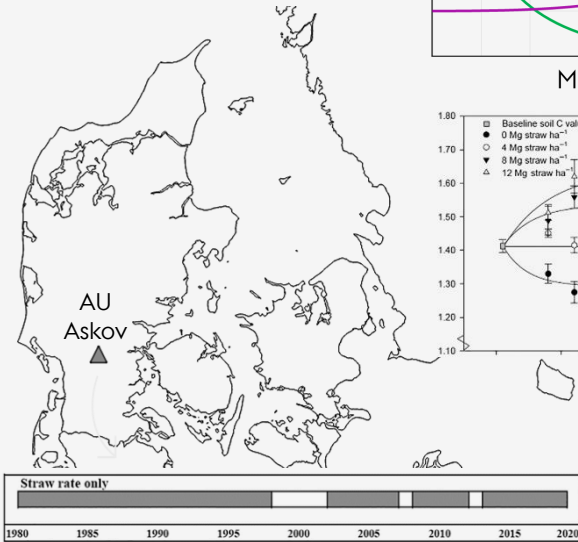 M
1.80
Baseline soil C
0 Mg straw ha⁻¹
1.70
4 Mg straw ha⁻¹
8 Mg straw ha⁻¹
12 Mg straw ha⁻¹
1.60
1.50
1.40
1.30
1.20
1.10
AU
Askov
Straw rate only
1980 1985 1990 1995 2000 2005 2010 2015 2020